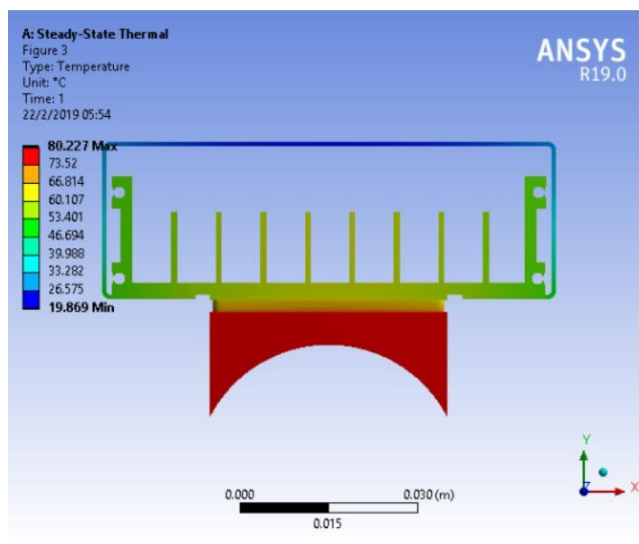 A: Steady-State Thermal
Figure 3
Type: Temperature
Unit: °C
Time: 1
22/2/2019 05:54
ANSYS
R19.0
80.227 Max
73.52
66.814
60.107
53.401
46.694
39.988
33.282
26.575
19.869 Min
0.000
0.030 (m)
0.015
Y
Z
X